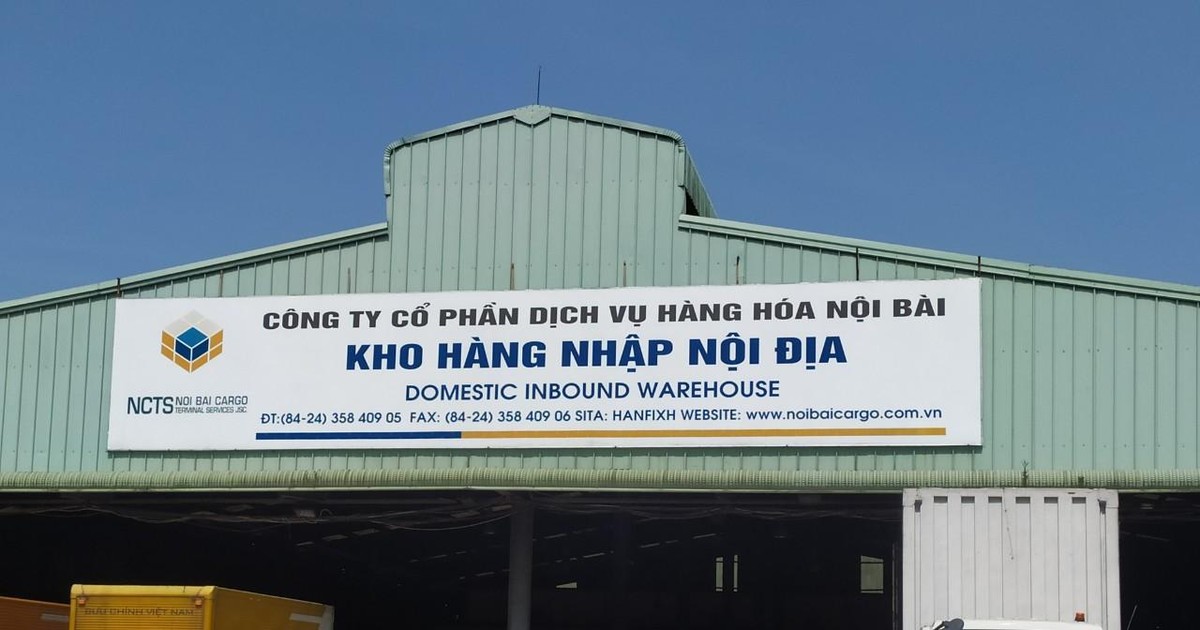 CÔNG TY CỔ PHẦN DỊCH VỤ HÀNG HÓA NỘI BÀI
KHO HÀNG NHẬP NỘI ĐỊA
DOMESTIC INBOUND WAREHOUSE
NCTS NOI BAI CARGO
TERMINAL SERVICES JSC
ĐT:(84-24) 358 409 05 FAX: (84-24) 358 409 06 SITA: HANFIXH WEBSITE: www.noibaicargo.com.vn
BƯU CHÍNH VIỆT NAM